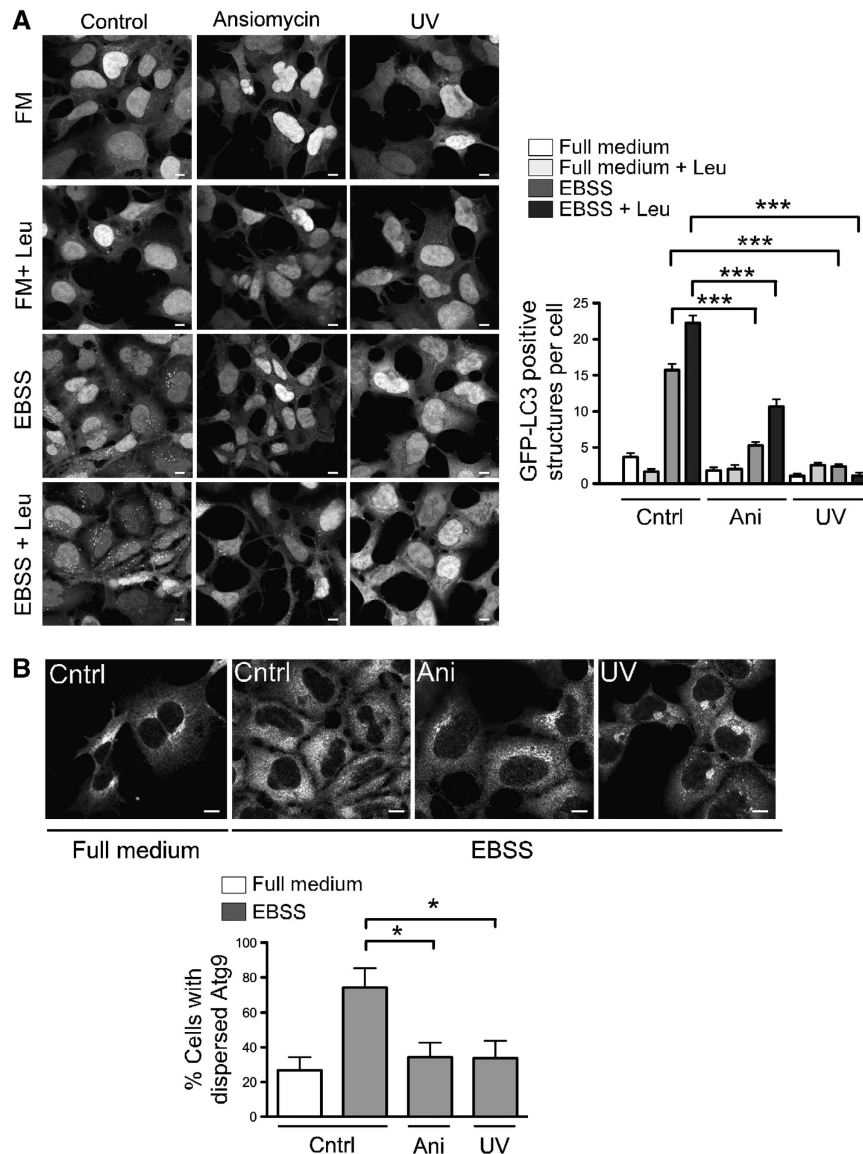 A
Control
Ansiomycin
UV
FM
FM+ Leu
EBSS
EBSS + Leu
Full medium
Full medium + Leu
EBSS
EBSS + Leu
***
***
***
***
GFP-LC3 positive
structures per cell
25
20
15
10
5
0
Cntrl
Ani
UV
B
Cntrl
Cntrl
Ani
UV
Full medium
EBSS
Full medium
EBSS
*
*
% Cells with
dispersed Atg9
100
80
60
40
20
0
Cntrl
Ani
UV